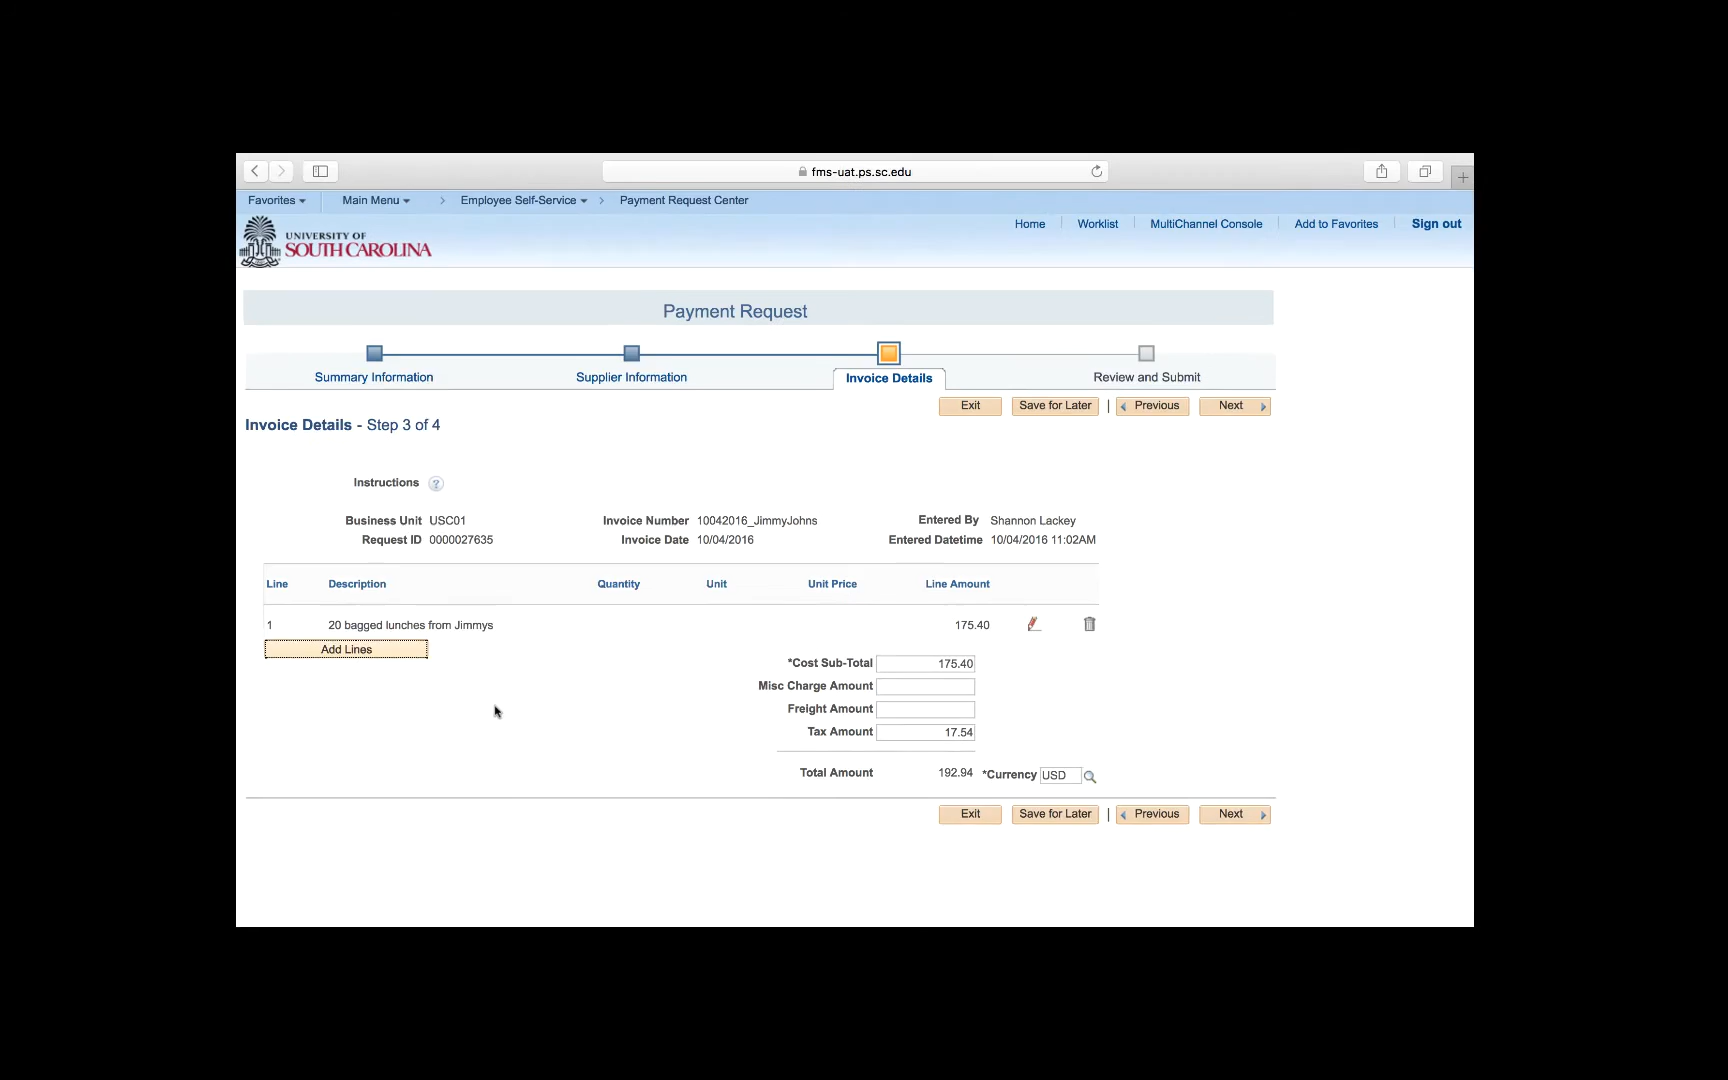 fms-uat.ps.sc.edu
Favorites Main Menu > Employee Self-Service > Payment Request Center
Home Worklist MultiChannel Console Add to Favorites Sign out
UNIVERSITY OF
SOUTH CAROLINA
Payment Request
Summary Information Supplier Information Invoice Details Review and Submit
Exit Save for Later | Previous Next
Invoice Details - Step 3 of 4
Instructions ?
Business Unit USC01 Invoice Number 10042016_JimmyJohns Entered By Shannon Lackey
Request ID 0000027635 Invoice Date 10/04/2016 Entered Datetime 10/04/2016 11:02AM
Line Description Quantity Unit Unit Price Line Amount
1 20 bagged lunches from Jimmys 175.40
Add Lines
*Cost Sub-Total 175.40
Misc Charge Amount
Freight Amount
Tax Amount 17.54
Total Amount 192.94 *Currency USD
Exit Save for Later | Previous Next